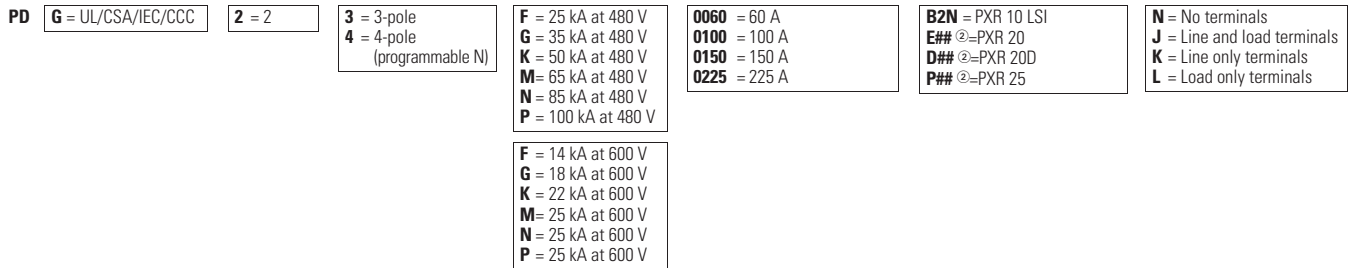 PD
G = UL/CSA/IEC/CCC
2 = 2
3 = 3-pole
4 = 4-pole
(programmable N)
F = 25 kA at 480 V
G = 35 kA at 480 V
K = 50 kA at 480 V
M= 65 kA at 480 V
N = 85 kA at 480 V
P = 100 kA at 480 V
F = 14 kA at 600 V
G = 18 kA at 600 V
K = 22 kA at 600 V
M= 25 kA at 600 V
N = 25 kA at 600 V
P = 25 kA at 600 V
0060 = 60 A
0100 = 100 A
0150 = 150 A
0225 = 225 A
B2N = PXR 10 LSI
E## ②=PXR 20
D## ②=PXR 20D
P## ②=PXR 25
N = No terminals
J = Line and load terminals
K = Line only terminals
L = Load only terminals